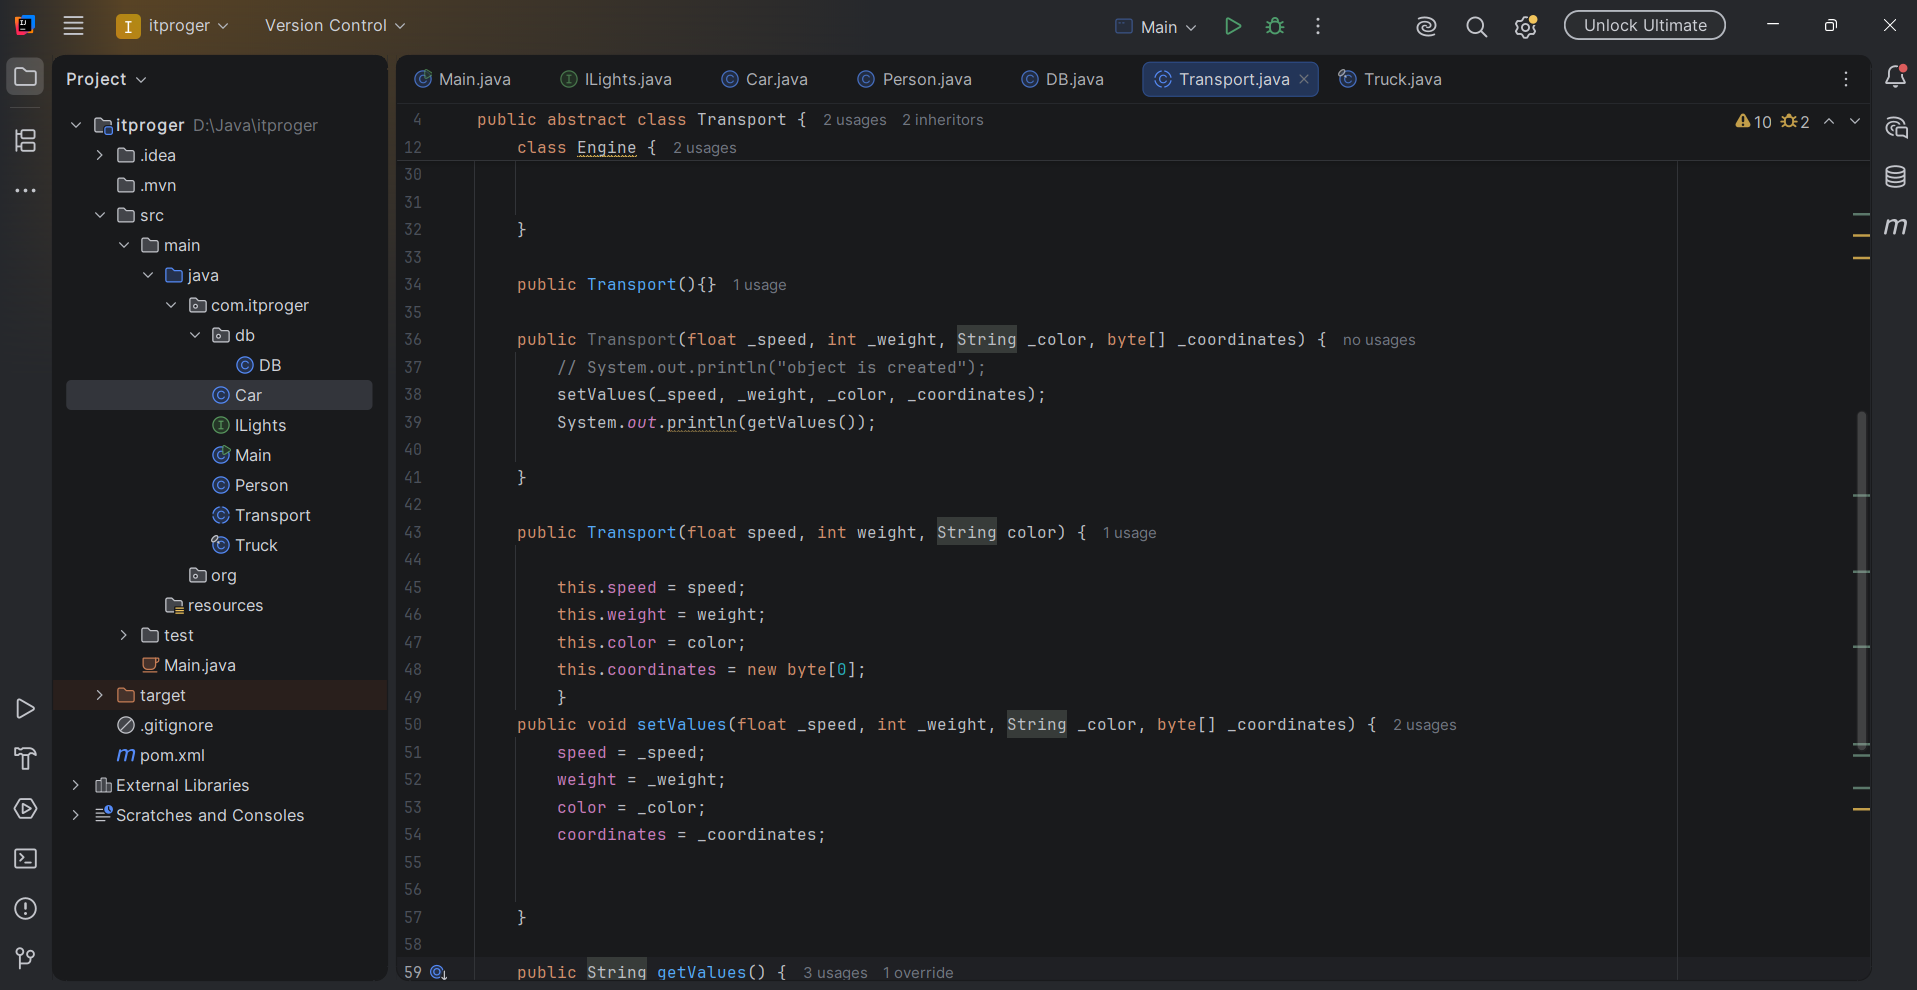 itproger
Version Control
Main
Unlock Ultimate
Project
Main.java
ILights.java
Car.java
Person.java
DB.java
Transport.java
Truck.java
itproger D:\Java\itproger
.idea
.mvn
src
main
java
com.itproger
db
DB
Car
ILights
Main
Person
Transport
Truck
org
resources
test
Main.java
target
.gitignore
m pom.xml
External Libraries
Scratches and Consoles
10 2
m
4 public abstract class Transport { 2 usages 2 inheritors
12 class Engine { 2 usages
30
31
32 }
33
34 public Transport(){} 1 usage
35
36 public Transport(float _speed, int _weight, String _color, byte[] _coordinates) { no usages
37 // System.out.println("object is created");
38 setValues(_speed, _weight, _color, _coordinates);
39 System.out.println(getValues());
40
41 }
42
43 public Transport(float speed, int weight, String color) { 1 usage
44
45 this.speed = speed;
46 this.weight = weight;
47 this.color = color;
48 this.coordinates = new byte[0];
49 }
50 public void setValues(float _speed, int _weight, String _color, byte[] _coordinates) { 2 usages
51 speed = _speed;
52 weight = _weight;
53 color = _color;
54 coordinates = _coordinates;
55
56
57 }
58
59 public String getValues() { 3 usages 1 override